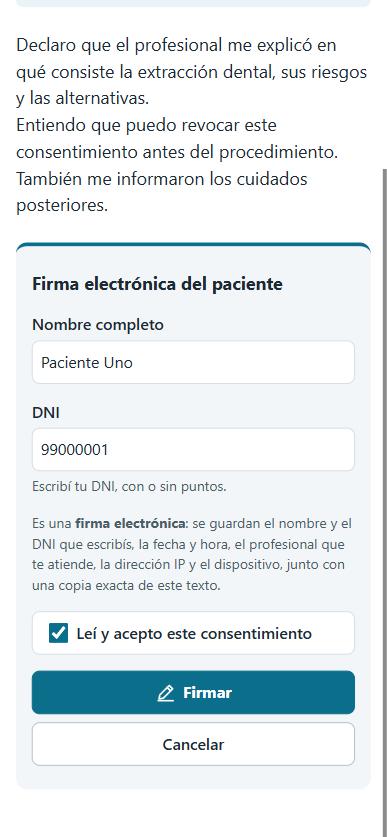 Declaro que el profesional me explicó en
qué consiste la extracción dental, sus riesgos
y las alternativas.
Entiendo que puedo revocar este
consentimiento antes del procedimiento.
También me informaron los cuidados
posteriores.
Firma electrónica del paciente
Nombre completo
Paciente Uno
DNI
99000001
Escribí tu DNI, con o sin puntos.
Es una firma electrónica: se guardan el nombre y el
DNI que escribís, la fecha y hora, el profesional que
te atiende, la dirección IP y el dispositivo, junto con
una copia exacta de este texto.
Leí y acepto este consentimiento
Firmar
Cancelar